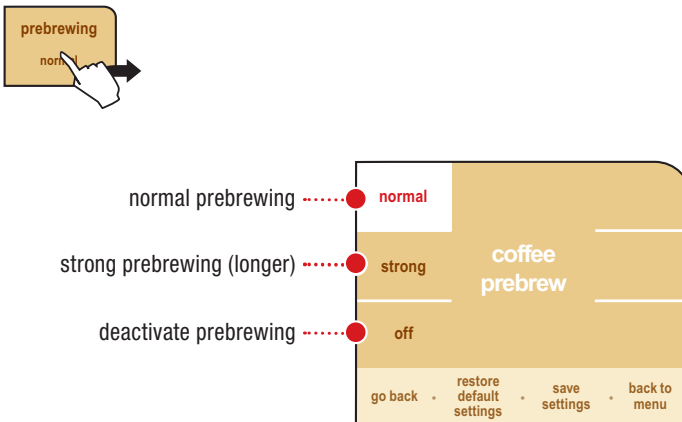 prebrewing
normal
normal prebrewing
normal
strong prebrewing (longer)
strong
coffee
prebrew
deactivate prebrewing
off
go back
restore
default
settings
save
settings
back to
menu